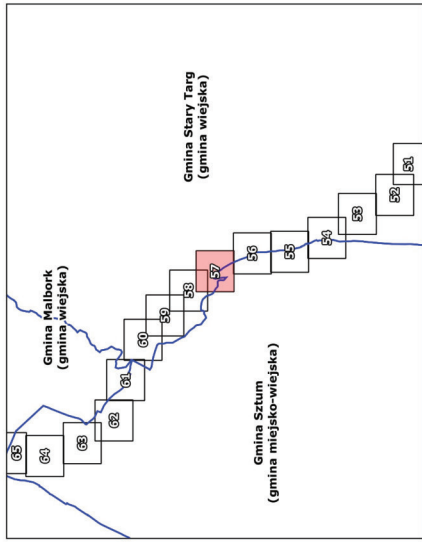 Gmina Malbork
(gmina wiejska)
Gmina Stary Targ
(gmina wiejska)
Gmina Sztum
(gmina miejsko-wiejska)
65
64
63
62
61
60
59
58
57
56
55
54
53
52
51